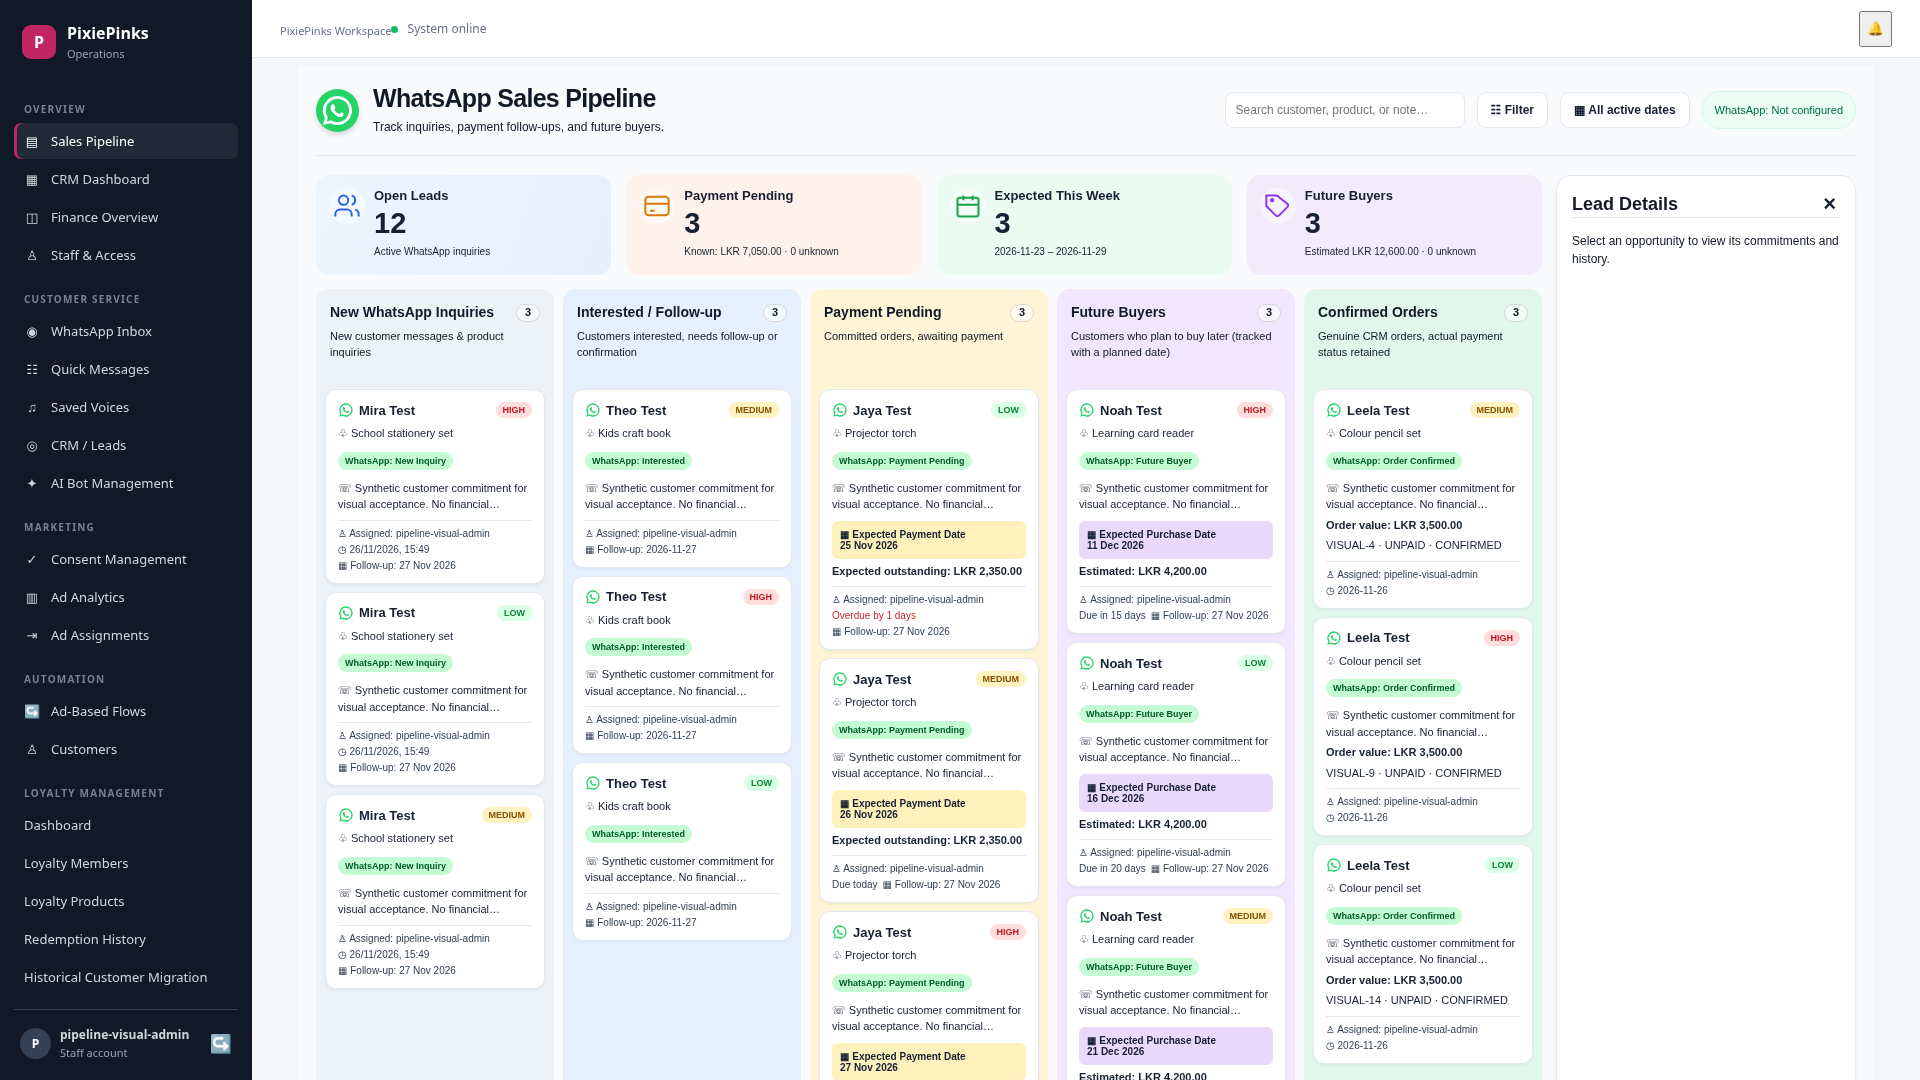 P
PixiePinks
Operations
OVERVIEW
Sales Pipeline
CRM Dashboard
Finance Overview
Staff & Access
CUSTOMER SERVICE
WhatsApp Inbox
Quick Messages
Saved Voices
CRM / Leads
AI Bot Management
MARKETING
Consent Management
Ad Analytics
Ad Assignments
AUTOMATION
Ad-Based Flows
Customers
LOYALTY MANAGEMENT
Dashboard
Loyalty Members
Loyalty Products
Redemption History
Historical Customer Migration
P
pipeline-visual-admin
Staff account
PixiePinks Workspace
System online
WhatsApp Sales Pipeline
Track inquiries, payment follow-ups, and future buyers.
Search customer, product, or note…
Filter
All active dates
WhatsApp: Not configured
Open Leads
12
Active WhatsApp inquiries
Payment Pending
3
Known: LKR 7,050.00 · 0 unknown
Expected This Week
3
2026-11-23 – 2026-11-29
Future Buyers
3
Estimated LKR 12,600.00 · 0 unknown
New WhatsApp Inquiries 3
New customer messages & product
inquiries
Mira Test HIGH
School stationery set
WhatsApp: New Inquiry
☏ Synthetic customer commitment for
visual acceptance. No financial…
Assigned: pipeline-visual-admin
26/11/2026, 15:49
Follow-up: 27 Nov 2026
Mira Test LOW
School stationery set
WhatsApp: New Inquiry
☏ Synthetic customer commitment for
visual acceptance. No financial…
Assigned: pipeline-visual-admin
26/11/2026, 15:49
Follow-up: 27 Nov 2026
Mira Test MEDIUM
School stationery set
WhatsApp: New Inquiry
☏ Synthetic customer commitment for
visual acceptance. No financial…
Assigned: pipeline-visual-admin
26/11/2026, 15:49
Follow-up: 27 Nov 2026
Interested / Follow-up 3
Customers interested, needs follow-up or
confirmation
Theo Test MEDIUM
Kids craft book
WhatsApp: Interested
☏ Synthetic customer commitment for
visual acceptance. No financial…
Assigned: pipeline-visual-admin
Follow-up: 2026-11-27
Theo Test HIGH
Kids craft book
WhatsApp: Interested
☏ Synthetic customer commitment for
visual acceptance. No financial…
Assigned: pipeline-visual-admin
Follow-up: 2026-11-27
Theo Test LOW
Kids craft book
WhatsApp: Interested
☏ Synthetic customer commitment for
visual acceptance. No financial…
Assigned: pipeline-visual-admin
Follow-up: 2026-11-27
Payment Pending 3
Committed orders, awaiting payment
Jaya Test LOW
Projector torch
WhatsApp: Payment Pending
☏ Synthetic customer commitment for
visual acceptance. No financial…
Expected Payment Date
25 Nov 2026
Expected outstanding: LKR 2,350.00
Assigned: pipeline-visual-admin
Overdue by 1 days
Follow-up: 27 Nov 2026
Jaya Test MEDIUM
Projector torch
WhatsApp: Payment Pending
☏ Synthetic customer commitment for
visual acceptance. No financial…
Expected Payment Date
26 Nov 2026
Expected outstanding: LKR 2,350.00
Assigned: pipeline-visual-admin
Due today Follow-up: 27 Nov 2026
Jaya Test HIGH
Projector torch
WhatsApp: Payment Pending
☏ Synthetic customer commitment for
visual acceptance. No financial…
Expected Payment Date
27 Nov 2026
Future Buyers 3
Customers who plan to buy later (tracked
with a planned date)
Noah Test HIGH
Learning card reader
WhatsApp: Future Buyer
☏ Synthetic customer commitment for
visual acceptance. No financial…
Expected Purchase Date
11 Dec 2026
Estimated: LKR 4,200.00
Assigned: pipeline-visual-admin
Due in 15 days Follow-up: 27 Nov 2026
Noah Test LOW
Learning card reader
WhatsApp: Future Buyer
☏ Synthetic customer commitment for
visual acceptance. No financial…
Expected Purchase Date
16 Dec 2026
Estimated: LKR 4,200.00
Assigned: pipeline-visual-admin
Due in 20 days Follow-up: 27 Nov 2026
Noah Test MEDIUM
Learning card reader
WhatsApp: Future Buyer
☏ Synthetic customer commitment for
visual acceptance. No financial…
Expected Purchase Date
21 Dec 2026
Estimated: LKR 4,200.00
Confirmed Orders 3
Genuine CRM orders, actual payment
status retained
Leela Test MEDIUM
Colour pencil set
WhatsApp: Order Confirmed
☏ Synthetic customer commitment for
visual acceptance. No financial…
Order value: LKR 3,500.00
VISUAL-4 · UNPAID · CONFIRMED
Assigned: pipeline-visual-admin
2026-11-26
Leela Test HIGH
Colour pencil set
WhatsApp: Order Confirmed
☏ Synthetic customer commitment for
visual acceptance. No financial…
Order value: LKR 3,500.00
VISUAL-9 · UNPAID · CONFIRMED
Assigned: pipeline-visual-admin
2026-11-26
Leela Test LOW
Colour pencil set
WhatsApp: Order Confirmed
☏ Synthetic customer commitment for
visual acceptance. No financial…
Order value: LKR 3,500.00
VISUAL-14 · UNPAID · CONFIRMED
Assigned: pipeline-visual-admin
2026-11-26
Lead Details ×
Select an opportunity to view its commitments and
history.